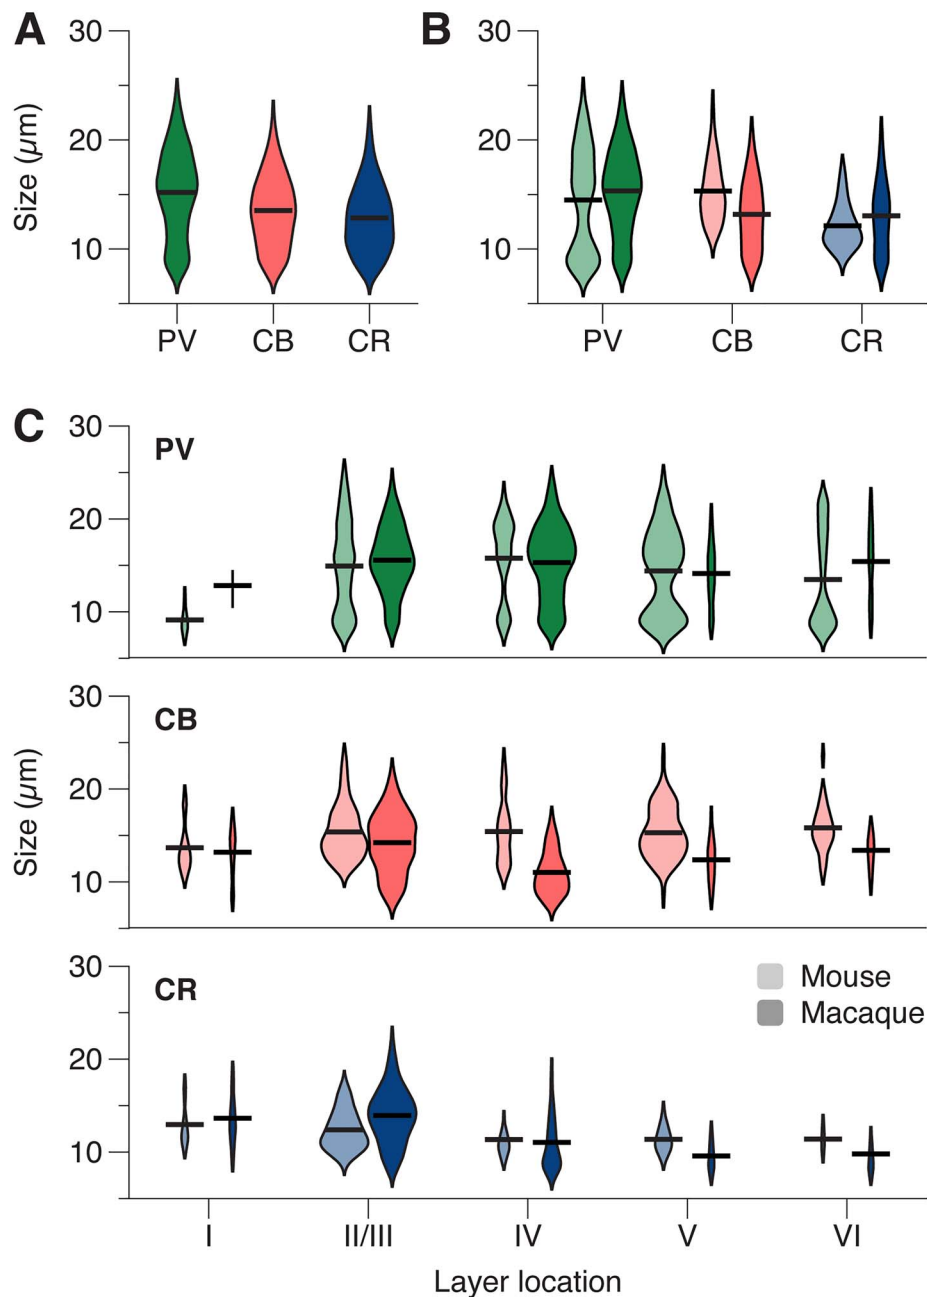 A
B
30
20
10
Size (μm)
PV
CB
CR
30
20
10
PV
CB
CR
C
PV
30
20
10
CB
30
20
10
Size (μm)
CR
30
20
10
Mouse
Macaque
I
II/III
IV
V
VI
Layer location